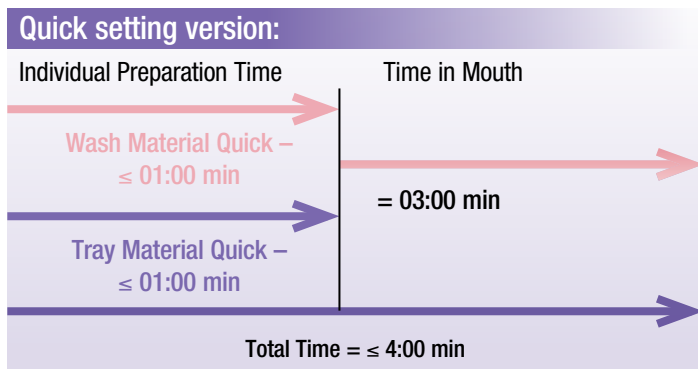 Quick setting version:
Individual Preparation Time
Time in Mouth
Wash Material Quick –
≤ 01:00 min
= 03:00 min
Tray Material Quick –
≤ 01:00 min
Total Time = ≤ 4:00 min